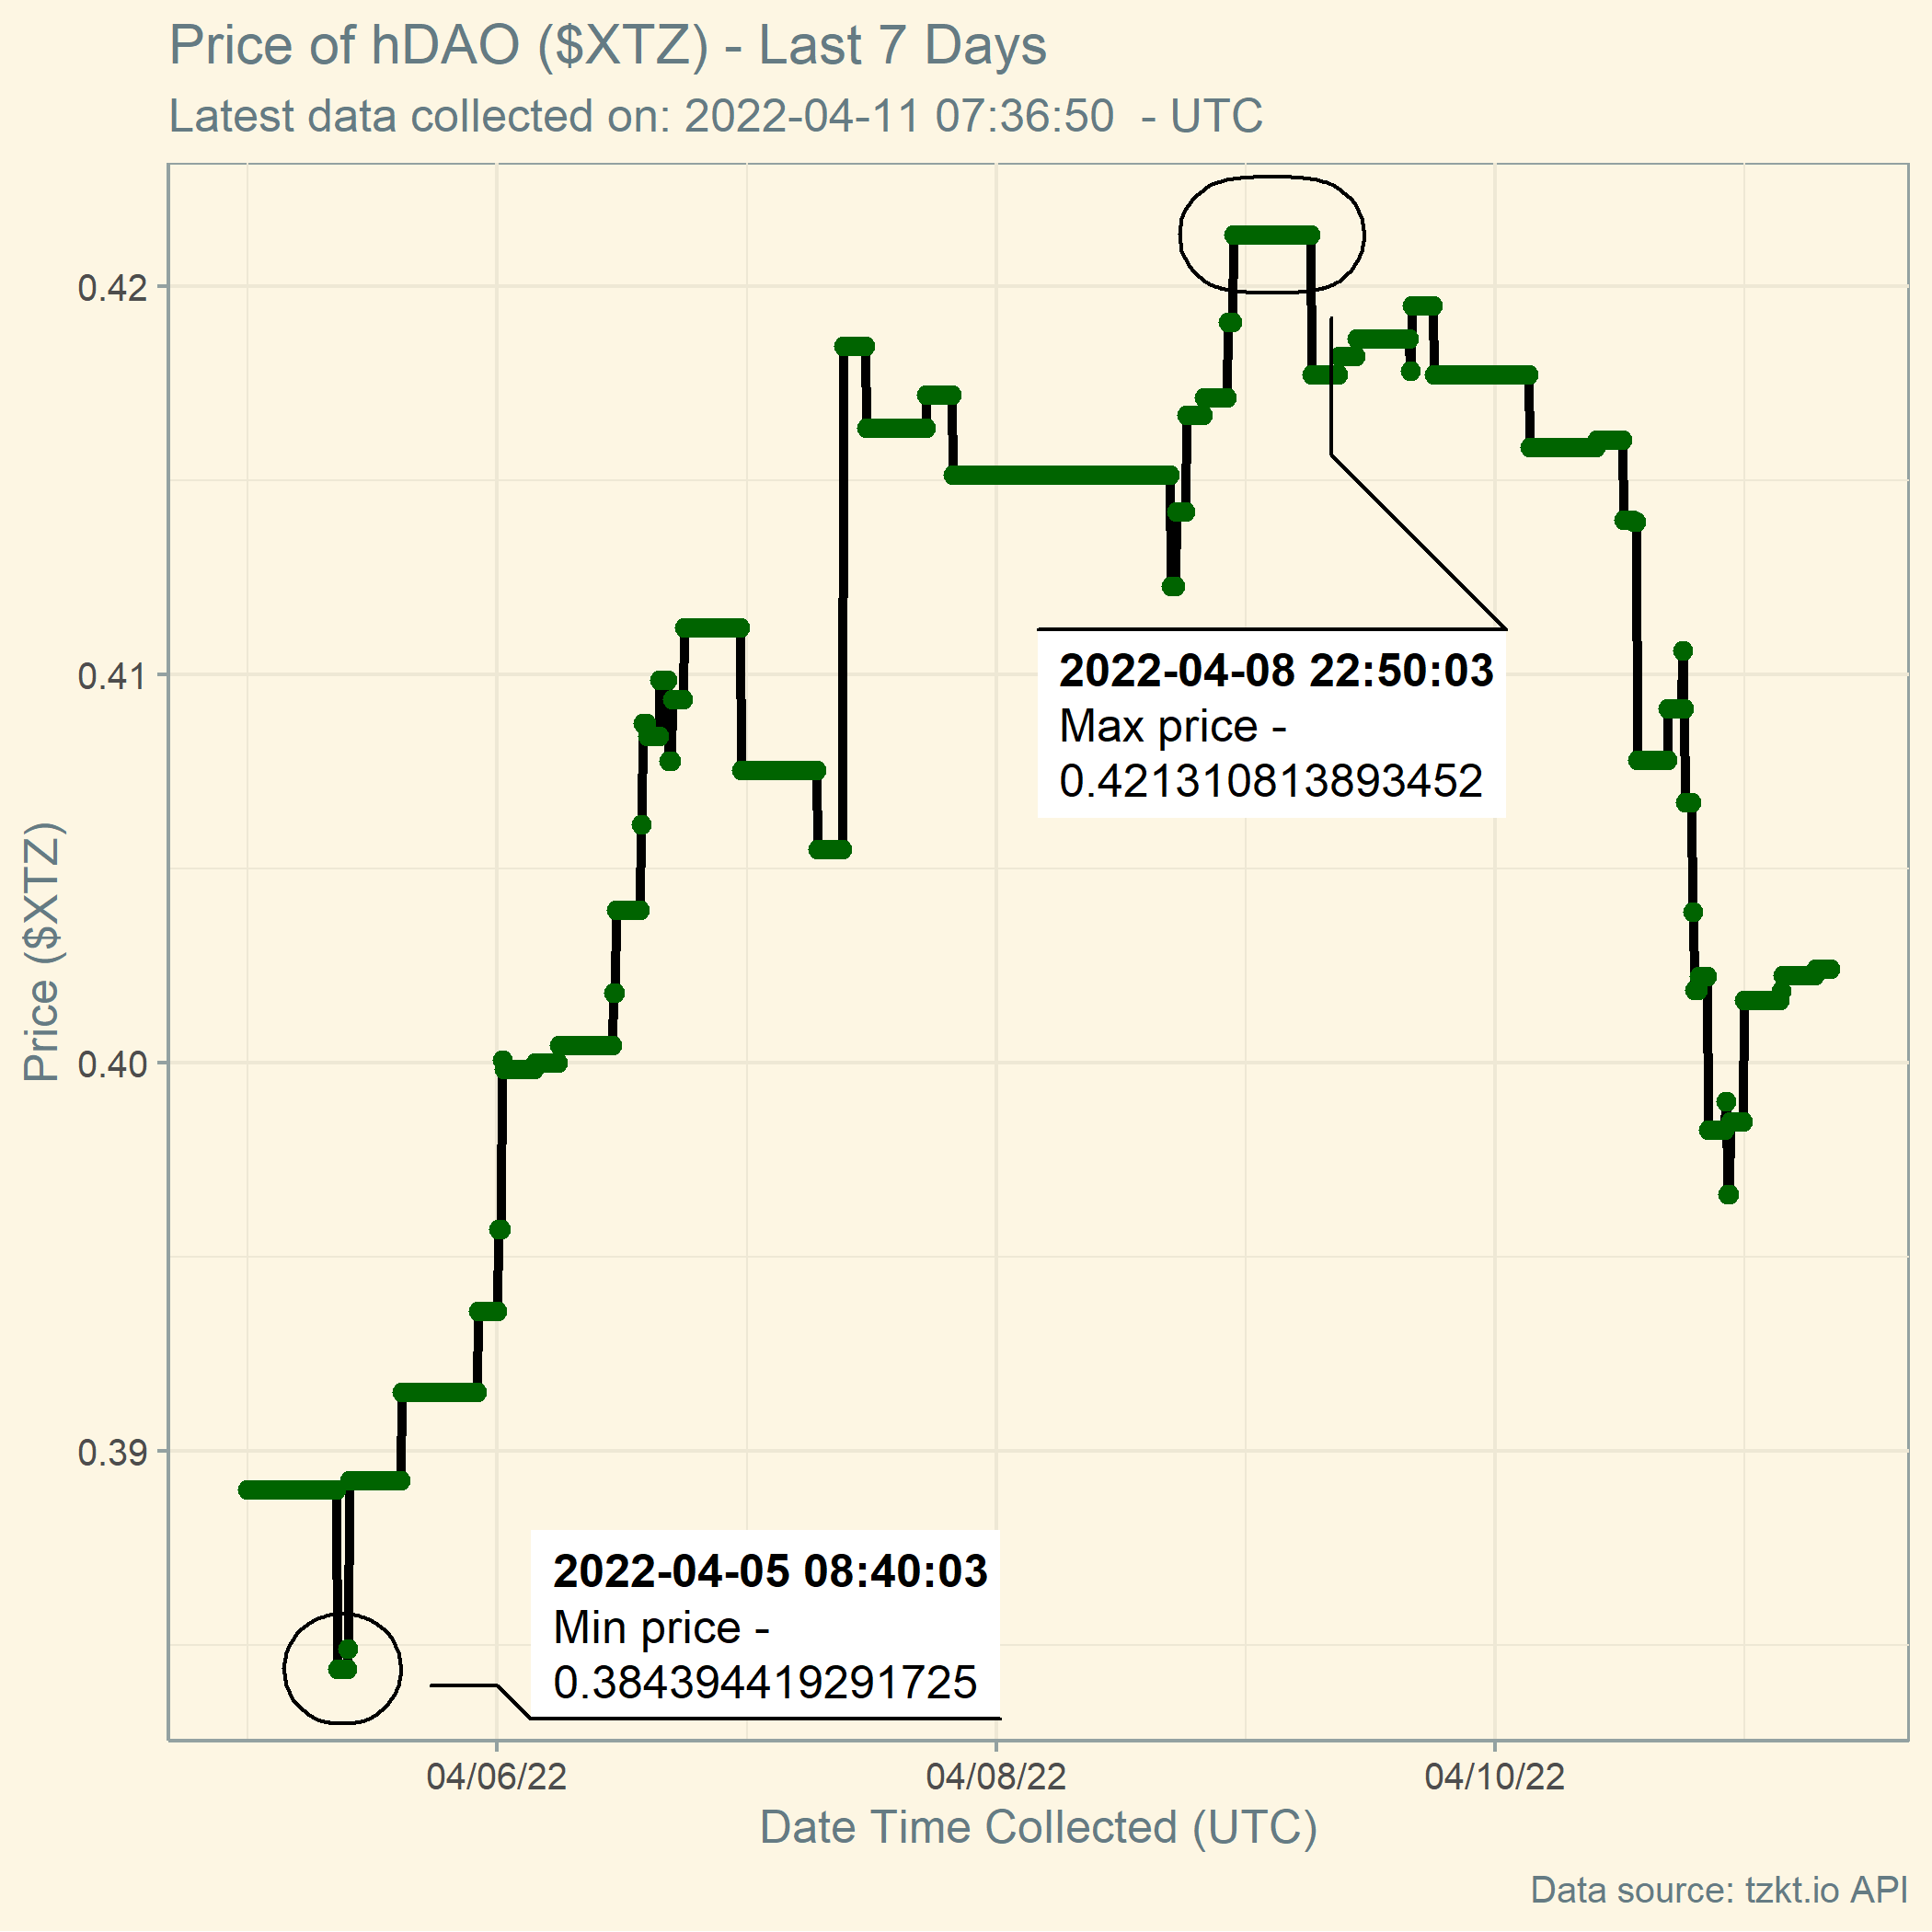 Price of hDAO ($XTZ) - Last 7 Days
Latest data collected on: 2022-04-11 07:36:50  - UTC
Price ($XTZ)
0.42
0.41
0.40
0.39
2022-04-08 22:50:03
Max price -
0.421310813893452
2022-04-05 08:40:03
Min price -
0.384394419291725
04/06/22
04/08/22
04/10/22
Date Time Collected (UTC)
Data source: tzkt.io API